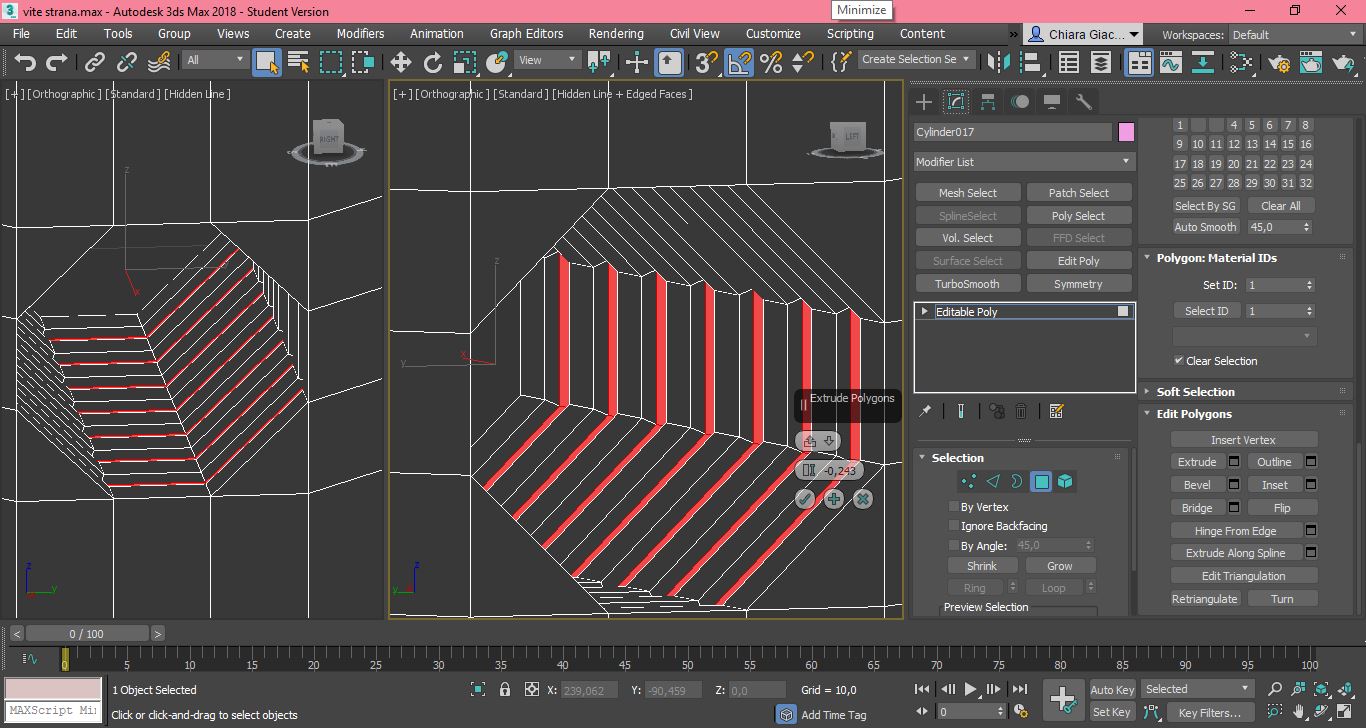 vite strana.max - Autodesk 3ds Max 2018 - Student Version
Minimize
File Edit Tools Group Views Create Modifiers Animation Graph Editors Rendering Civil View Customize Scripting Content » Chiara Giac... Workspaces: Default
All View Create Selection Se
[+] [Orthographic] [Standard] [Hidden Line]
[+] [Orthographic] [Standard] [Hidden Line + Edged Faces]
RIGHT
LEFT
z
x
z
x
y
Extrude Polygons
-0,243
z
y
z
y
Cylinder017
Modifier List
Mesh Select Patch Select
SplineSelect Poly Select
Vol. Select FFD Select
Surface Select Edit Poly
TurboSmooth Symmetry
Editable Poly
Selection
By Vertex
Ignore Backfacing
By Angle: 45,0
Shrink Grow
Ring Loop
Preview Selection
1 4 5 6 7 8
9 10 11 12 13 14 15 16
17 18 19 20 21 22 23 24
25 26 27 28 29 30 31 32
Select By SG Clear All
Auto Smooth 45,0
Polygon: Material IDs
Set ID: 1
Select ID 1
Clear Selection
Soft Selection
Edit Polygons
Insert Vertex
Extrude Outline
Bevel Inset
Bridge Flip
Hinge From Edge
Extrude Along Spline
Edit Triangulation
Retriangulate Turn
< 0 / 100 >
0 5 10 15 20 25 30 35 40 45 50 55 60 65 70 75 80 85 90 95 100
1 Object Selected X: 239,062 Y: -90,459 Z: 0,0 Grid = 10,0 Auto Key Selected
MAXScript Mi Click or click-and-drag to select objects Add Time Tag 0 Set Key Key Filters...